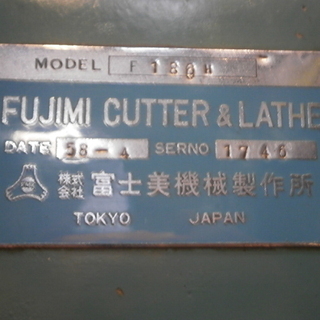 MODEL F180H
FUJIMI CUTTER & LATHE
DATE 58-4 SERNO 1746
株式会社 富士美機械製作所
TOKYO JAPAN